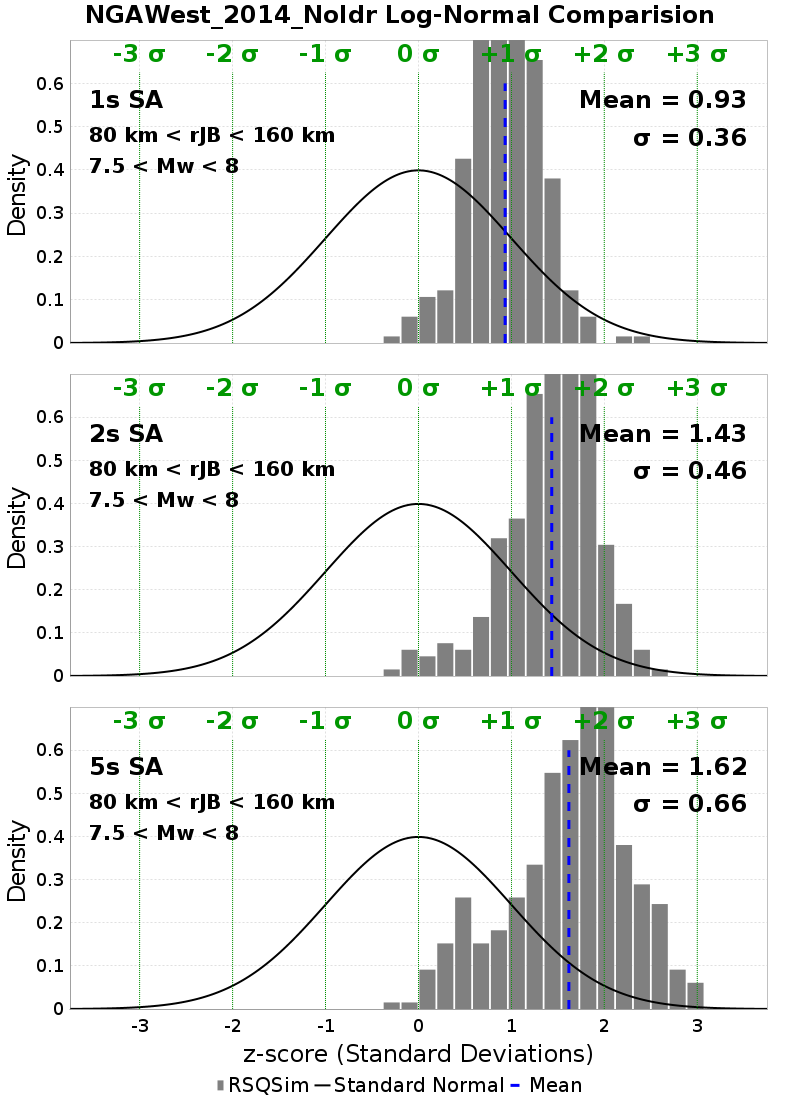 NGAWest_2014_NoIdr Log-Normal Comparision
-3 σ -2 σ -1 σ 0 σ +1 σ +2 σ +3 σ
1s SA
80 km < rJB < 160 km
7.5 < Mw < 8
Mean = 0.93
σ = 0.36
Density
0.6
0.5
0.4
0.3
0.2
0.1
0
-3 σ -2 σ -1 σ 0 σ +1 σ +2 σ +3 σ
2s SA
80 km < rJB < 160 km
7.5 < Mw < 8
Mean = 1.43
σ = 0.46
Density
0.6
0.5
0.4
0.3
0.2
0.1
0
-3 σ -2 σ -1 σ 0 σ +1 σ +2 σ +3 σ
5s SA
80 km < rJB < 160 km
7.5 < Mw < 8
Mean = 1.62
σ = 0.66
Density
0.6
0.5
0.4
0.3
0.2
0.1
0
-3 -2 -1 0 1 2 3
z-score (Standard Deviations)
RSQSim Standard Normal Mean